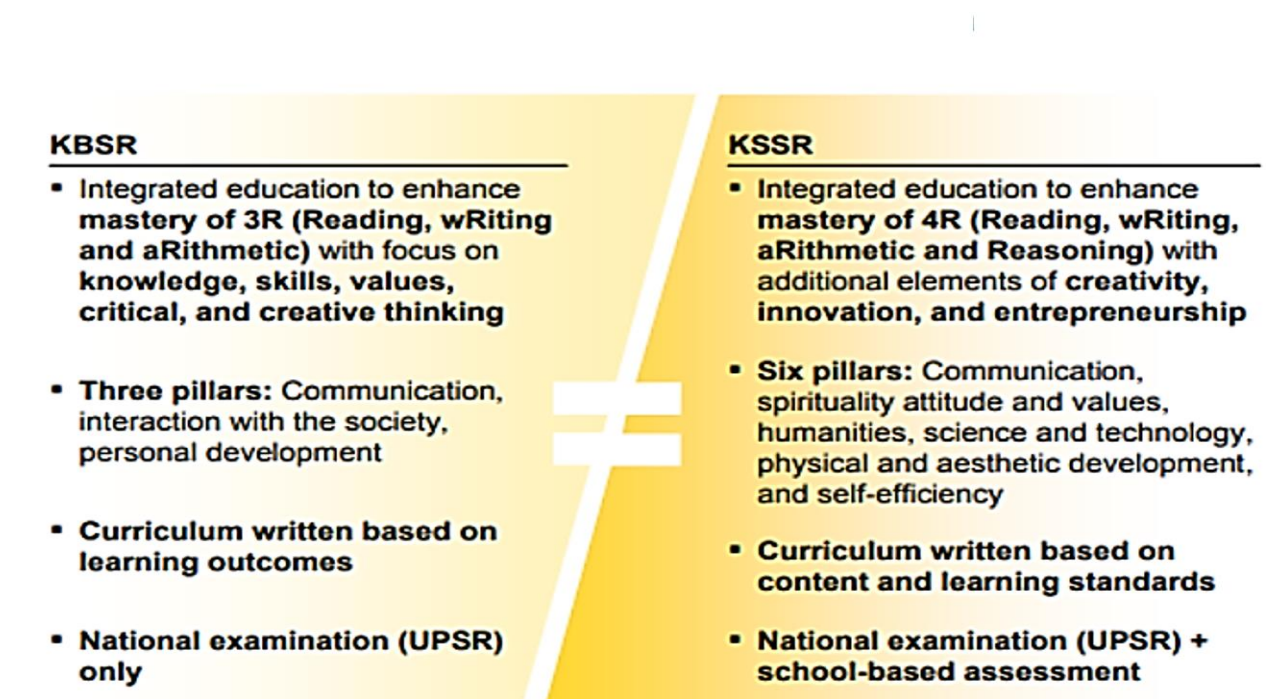 KBSR
▪ Integrated education to enhance
mastery of 3R (Reading, wRiting
and aRithmetic) with focus on
knowledge, skills, values,
critical, and creative thinking
▪ Three pillars: Communication,
interaction with the society,
personal development
▪ Curriculum written based on
learning outcomes
▪ National examination (UPSR)
only
≠
KSSR
▪ Integrated education to enhance
mastery of 4R (Reading, wRiting,
aRithmetic and Reasoning) with
additional elements of creativity,
innovation, and entrepreneurship
▪ Six pillars: Communication,
spirituality attitude and values,
humanities, science and technology,
physical and aesthetic development,
and self-efficiency
▪ Curriculum written based on
content and learning standards
▪ National examination (UPSR) +
school-based assessment